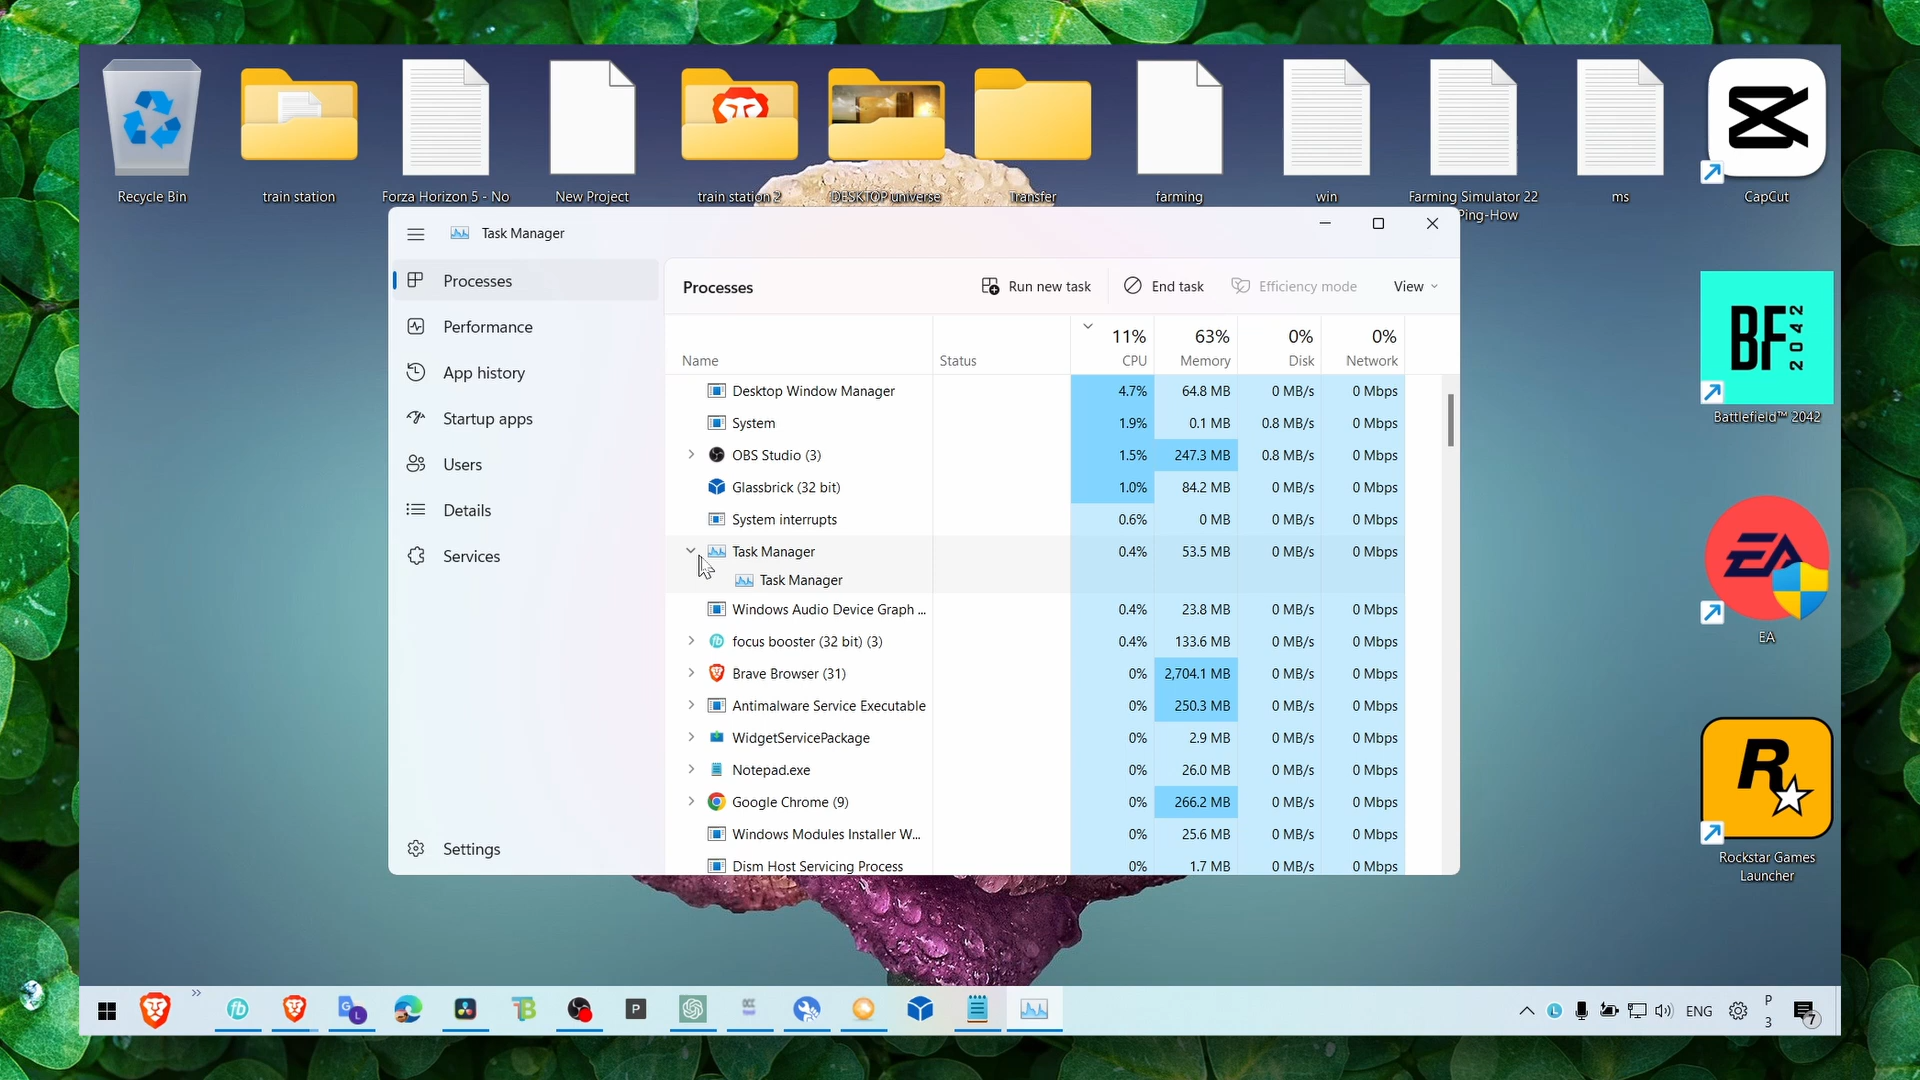 Recycle Bin
train station
Forza Horizon 5 - No
New Project
train station 2
DESKTOP universe
Transfer
farming
win
Farming Simulator 22
Ping-How
ms
CapCut
Task Manager
Processes
Performance
App history
Startup apps
Users
Details
Services
Settings
Processes
Run new task
End task
Efficiency mode
View
11% 63% 0% 0%
Name Status CPU Memory Disk Network
Desktop Window Manager 4.7% 64.8 MB 0 MB/s 0 Mbps
System 1.9% 0.1 MB 0.8 MB/s 0 Mbps
OBS Studio (3) 1.5% 247.3 MB 0.8 MB/s 0 Mbps
Glassbrick (32 bit) 1.0% 84.2 MB 0 MB/s 0 Mbps
System interrupts 0.6% 0 MB 0 MB/s 0 Mbps
Task Manager 0.4% 53.5 MB 0 MB/s 0 Mbps
Task Manager
Windows Audio Device Graph ... 0.4% 23.8 MB 0 MB/s 0 Mbps
focus booster (32 bit) (3) 0.4% 133.6 MB 0 MB/s 0 Mbps
Brave Browser (31) 0% 2,704.1 MB 0 MB/s 0 Mbps
Antimalware Service Executable 0% 250.3 MB 0 MB/s 0 Mbps
WidgetServicePackage 0% 2.9 MB 0 MB/s 0 Mbps
Notepad.exe 0% 26.0 MB 0 MB/s 0 Mbps
Google Chrome (9) 0% 266.2 MB 0 MB/s 0 Mbps
Windows Modules Installer W... 0% 25.6 MB 0 MB/s 0 Mbps
Dism Host Servicing Process 0% 1.7 MB 0 MB/s 0 Mbps
BF 2042
Battlefield™ 2042
EA
EA
R
Rockstar Games
Launcher
fb
G
L
TB
P
L
ENG
P
3
7